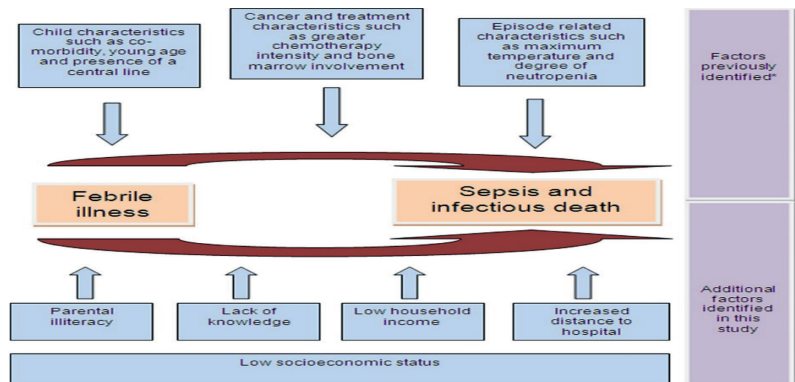 Child characteristics
such as co-
morbidity, young age
and presence of a
central line
Cancer and treatment
characteristics such
as greater
chemotherapy
intensity and bone
marrow involvement
Episode related
characteristics such
as maximum
temperature and
degree of
neutropenia
Factors
previously
identified*
Febrile
illness
Sepsis and
infectious death
Parental
illiteracy
Lack of
knowledge
Low household
income
Increased
distance to
hospital
Additional
factors
identified
in this
study
Low socioeconomic status